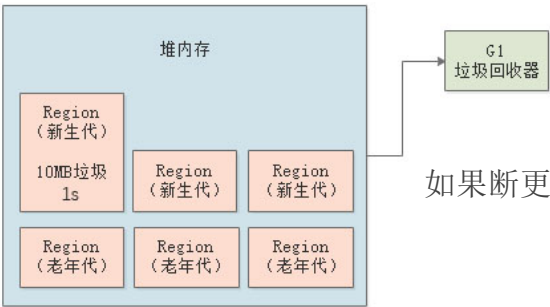 堆内存
G1
垃圾回收器
Region
(新生代)
10MB垃圾
1s
Region
(新生代)
Region
(新生代)
如果断更
Region
(老年代)
Region
(老年代)
Region
(老年代)